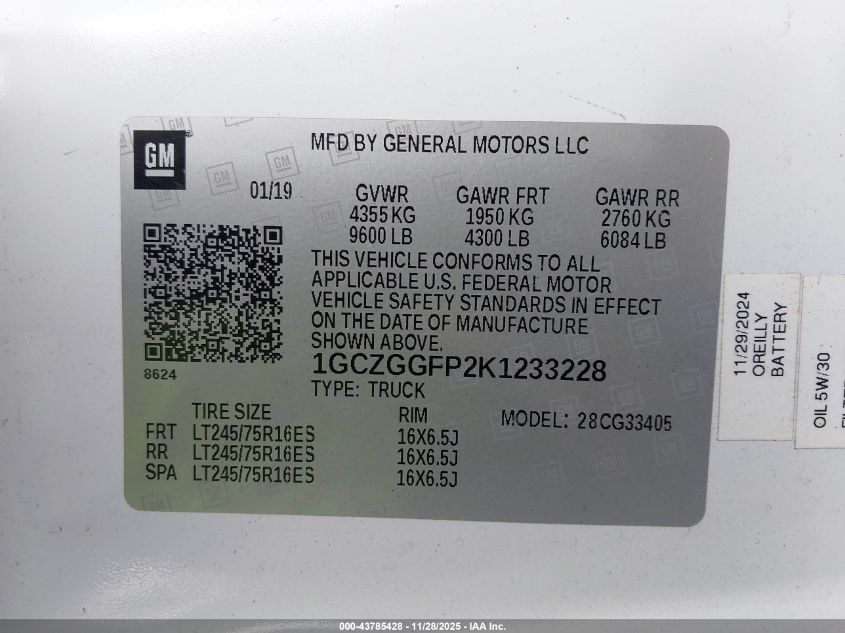 GM
MFD BY GENERAL MOTORS LLC
01/19
GVWR GAWR FRT GAWR RR
4355 KG 1950 KG 2760 KG
9600 LB 4300 LB 6084 LB
THIS VEHICLE CONFORMS TO ALL
APPLICABLE U.S. FEDERAL MOTOR
VEHICLE SAFETY STANDARDS IN EFFECT
ON THE DATE OF MANUFACTURE
SHOWN ABOVE.
8624
1GCZGGFP2K1233228
TYPE: TRUCK
TIRE SIZE RIM MODEL: 28CG33405
FRT LT245/75R16ES 16X6.5J
RR LT245/75R16ES 16X6.5J
SPA LT245/75R16ES 16X6.5J
11/29/2024
OREILLY
BATTERY
OIL 5W/30
000-43785428 - 11/28/2025 - IAA Inc.